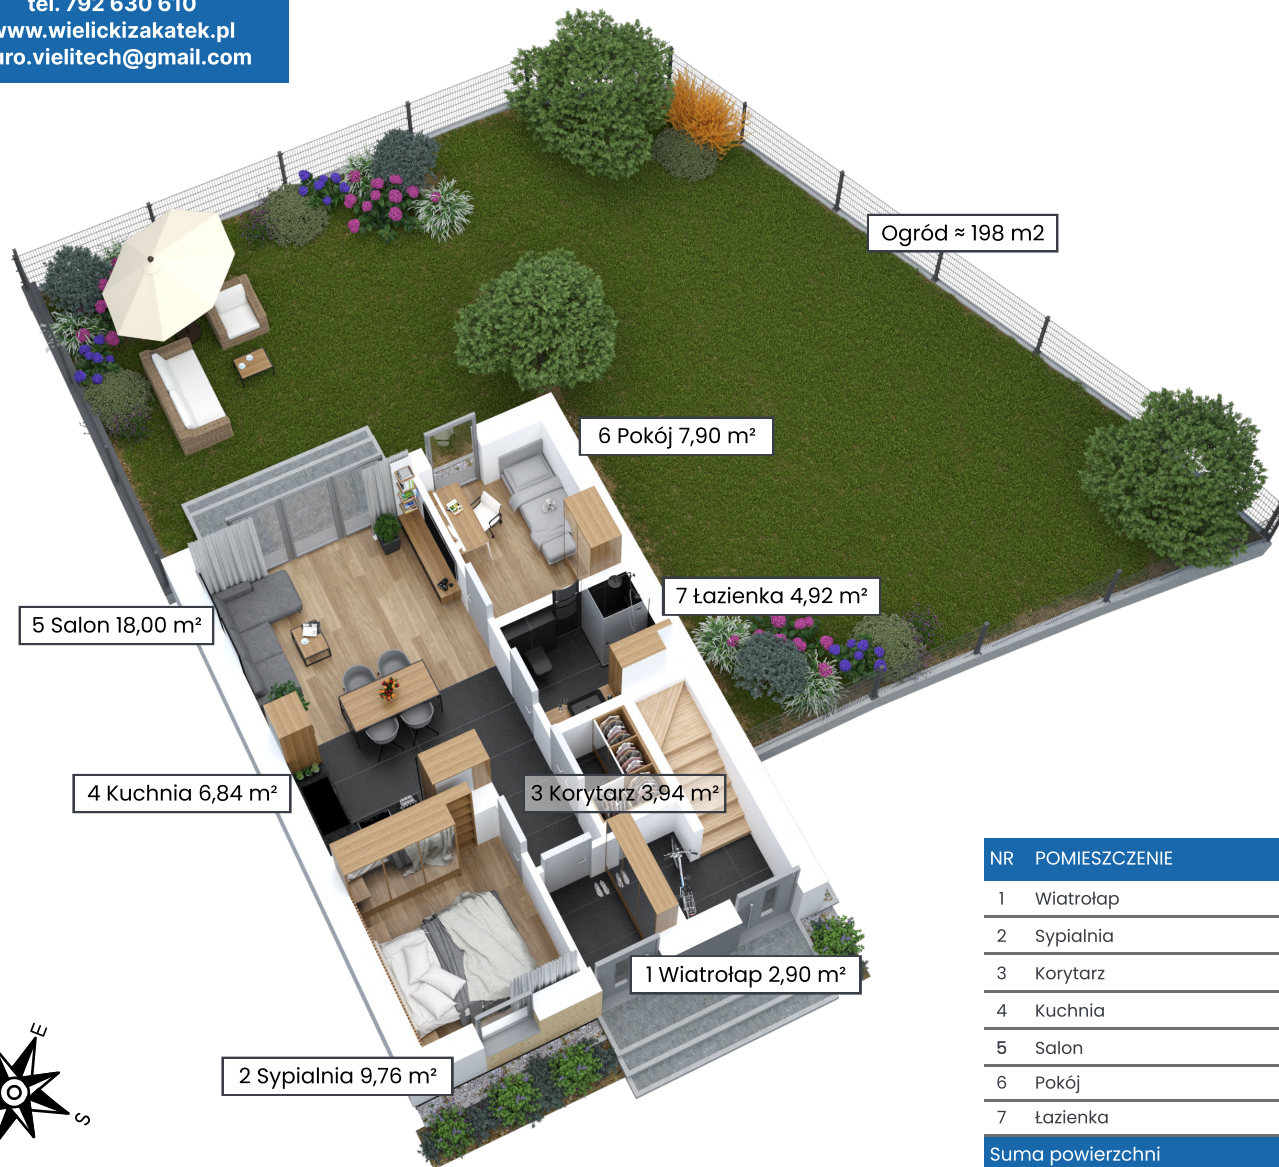 tel. 792 630 610
www.wielickizakatek.pl
uro.vielitech@gmail.com
Ogród ≈ 198 m2
6 Pokój 7,90 m²
7 Łazienka 4,92 m²
5 Salon 18,00 m²
4 Kuchnia 6,84 m²
3 Korytarz 3,94 m²
1 Wiatrołap 2,90 m²
2 Sypialnia 9,76 m²
E
S
NR POMIESZCZENIE
1 Wiatrołap
2 Sypialnia
3 Korytarz
4 Kuchnia
5 Salon
6 Pokój
7 Łazienka
Suma powierzchni